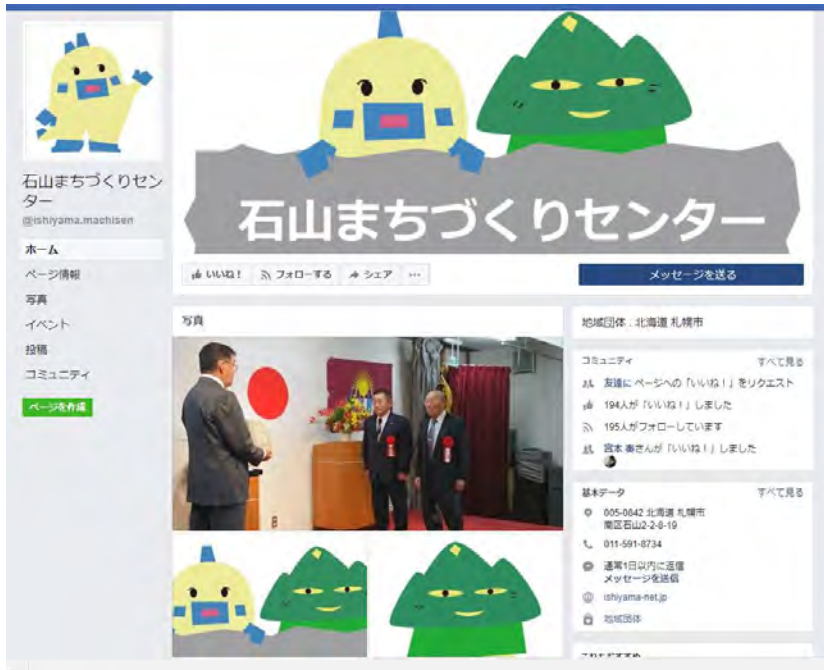 石山まちづくりセン
ター
@ishiyama.machisen
ホーム
ページ情報
写真
イベント
投稿
コミュニティ
ページを作成
石山まちづくりセンター
いいね！ フォローする シェア ...
メッセージを送る
写真
地域団体 . 北海道 札幌市
コミュニティ すべて見る
友達に ページへの「いいね！」をリクエスト
194人が「いいね！」しました
195人がフォローしています
宮本 奏さんが「いいね！」しました
基本データ すべて見る
005-0842 北海道 札幌市
南区石山2-2-8-19
011-591-8734
通常1日以内に返信
メッセージを送信
ishiyama-net.jp
地域団体